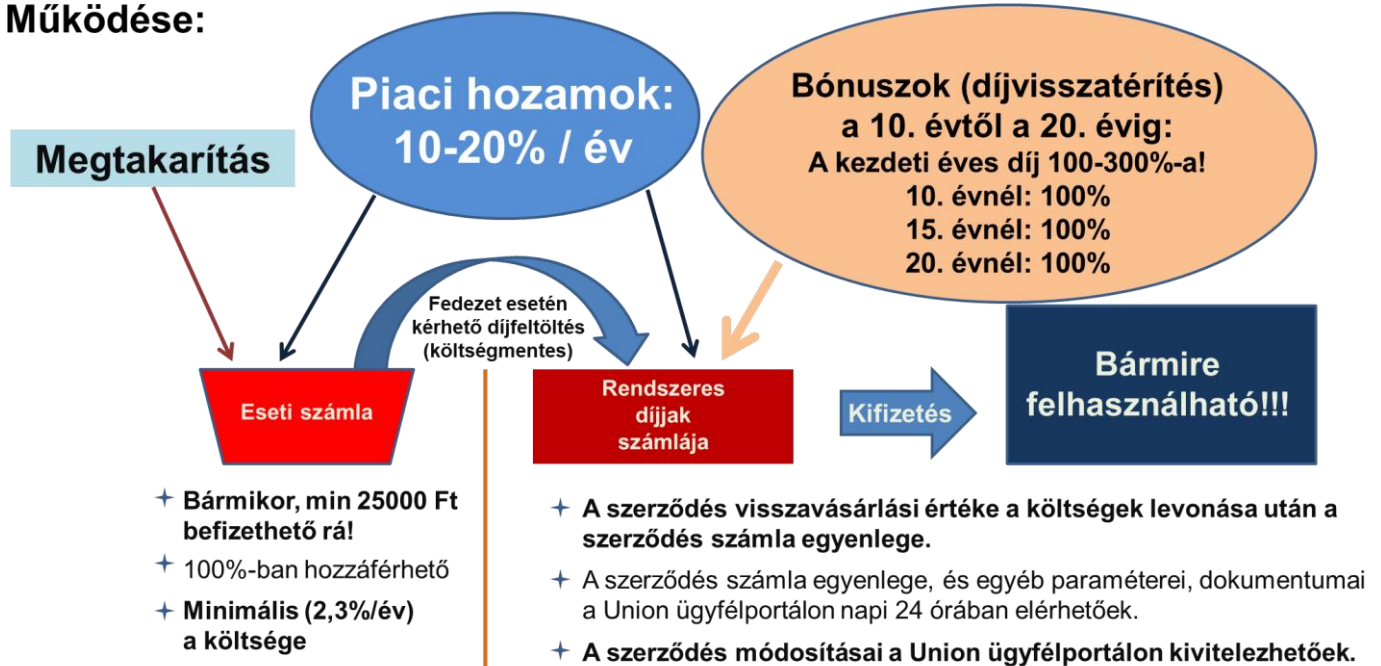 Működése:
Megtakarítás
Piaci hozamok:
10-20% / év
Bónuszok (díjvisszatérítés)
a 10. évtől a 20. évig:
A kezdeti éves díj 100-300%-a!
10. évnél: 100%
15. évnél: 100%
20. évnél: 100%
Fedezet esetén
kérhető díjfeltöltés
(költségmentes)
Eseti számla
Rendszeres
díjjak
számlája
Kifizetés
Bármire
felhasználható!!!
Bármikor, min 25000 Ft
befizethető rá!
100%-ban hozzáférhető
Minimális (2,3%/év)
a költsége
A szerződés visszavásárlási értéke a költségek levonása után a
szerződés számla egyenlege.
A szerződés számla egyenlege, és egyéb paraméterei, dokumentumai
a Union ügyfélportálon napi 24 órában elérhetőek.
A szerződés módosításai a Union ügyfélportálon kivitelezhetőek.